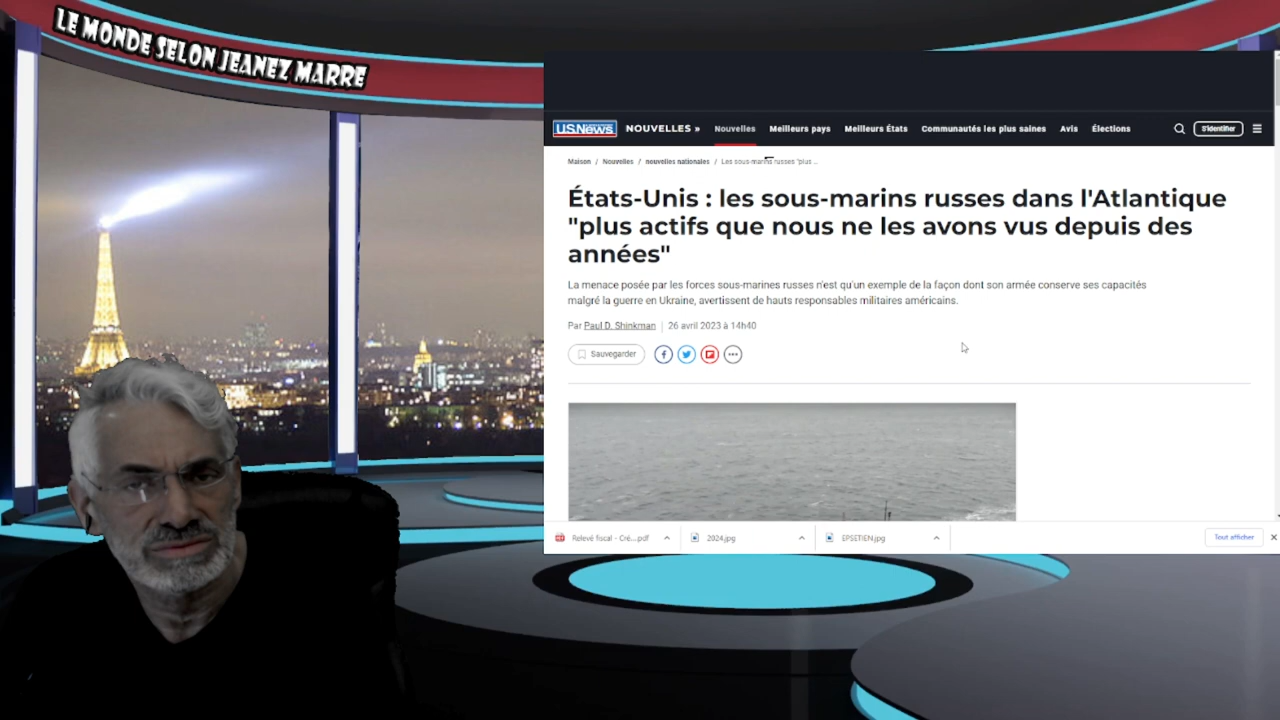 LE MONDE SELON JEANEZ MARRE
U.S.News NOUVELLES » Nouvelles Meilleurs pays Meilleurs États Communautés les plus saines Avis Élections S'identifier
Maison / Nouvelles / nouvelles nationales / Les sous-marins russes "plus ...
États-Unis : les sous-marins russes dans l'Atlantique
"plus actifs que nous ne les avons vus depuis des
années"
La menace posée par les forces sous-marines russes n'est qu'un exemple de la façon dont son armée conserve ses capacités
malgré la guerre en Ukraine, avertissent de hauts responsables militaires américains.
Par Paul D. Shinkman | 26 avril 2023 à 14h40
Sauvegarder
Relevé fiscal - Cré....pdf 2024.jpg EPSETIEN.jpg Tout afficher